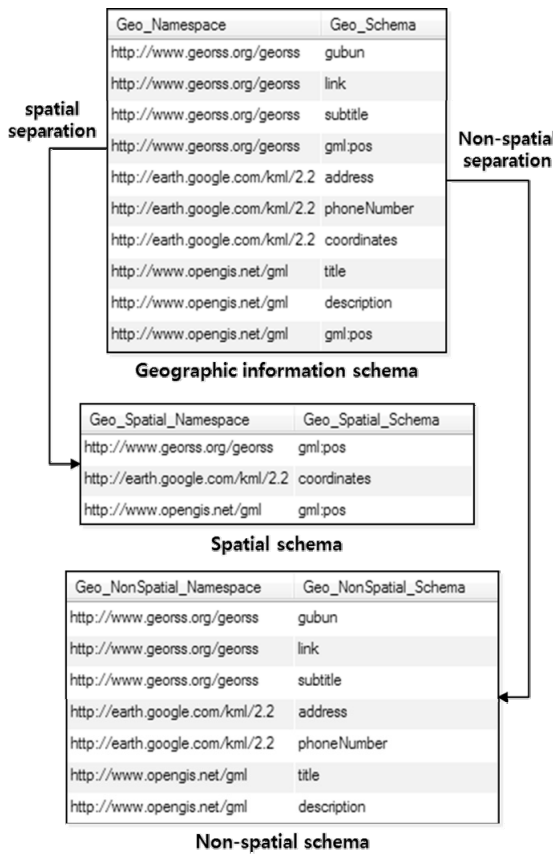 Geo_Namespace Geo_Schema
http://www.georss.org/georss gubun
http://www.georss.org/georss link
http://www.georss.org/georss subtitle
http://www.georss.org/georss gml:pos
http://earth.google.com/kml/2.2 address
http://earth.google.com/kml/2.2 phoneNumber
http://earth.google.com/kml/2.2 coordinates
http://www.opengis.net/gml title
http://www.opengis.net/gml description
http://www.opengis.net/gml gml:pos
Geographic information schema
spatial
separation
Non-spatial
separation
Geo_Spatial_Namespace Geo_Spatial_Schema
http://www.georss.org/georss gml:pos
http://earth.google.com/kml/2.2 coordinates
http://www.opengis.net/gml gml:pos
Spatial schema
Geo_NonSpatial_Namespace Geo_NonSpatial_Schema
http://www.georss.org/georss gubun
http://www.georss.org/georss link
http://www.georss.org/georss subtitle
http://earth.google.com/kml/2.2 address
http://earth.google.com/kml/2.2 phoneNumber
http://www.opengis.net/gml title
http://www.opengis.net/gml description
Non-spatial schema